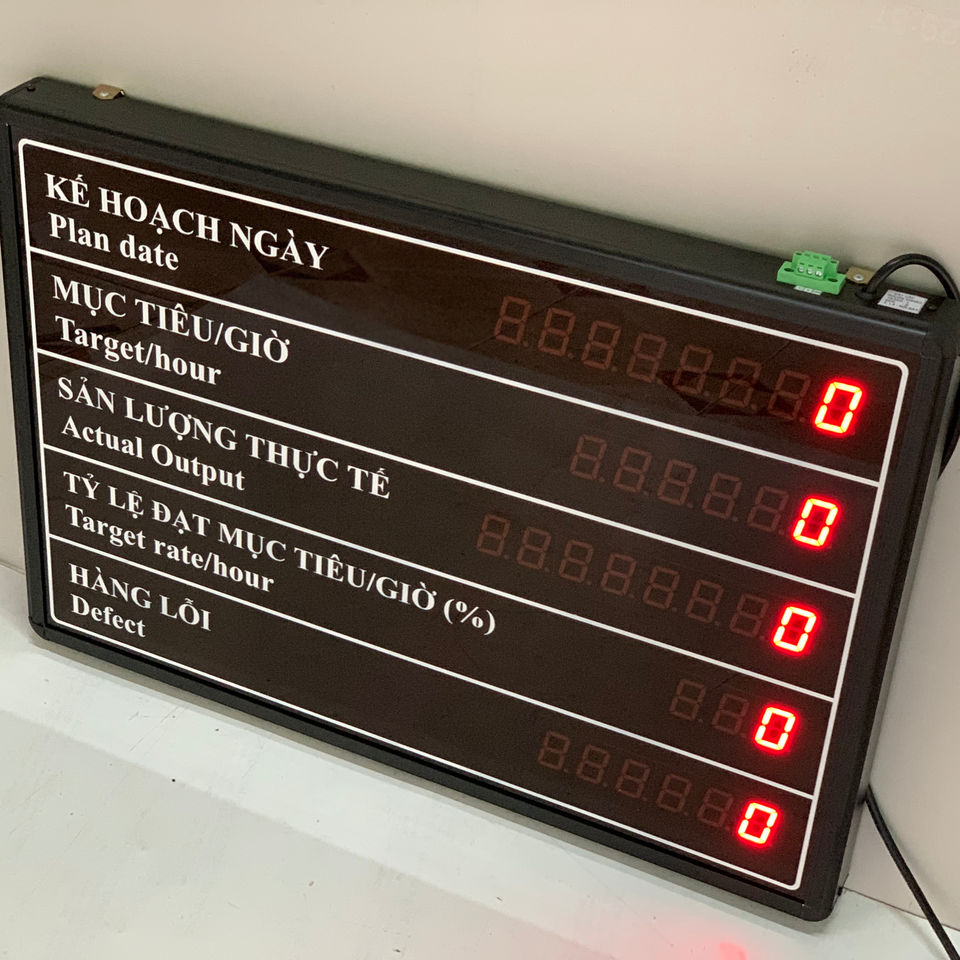 KẾ HOẠCH NGÀY
Plan date
0
MỤC TIÊU/GIỜ
Target/hour
0
SẢN LƯỢNG THỰC TẾ
Actual Output
0
TỶ LỆ ĐẠT MỤC TIÊU/GIỜ (%)
Target rate/hour
0
HÀNG LỖI
Defect
0